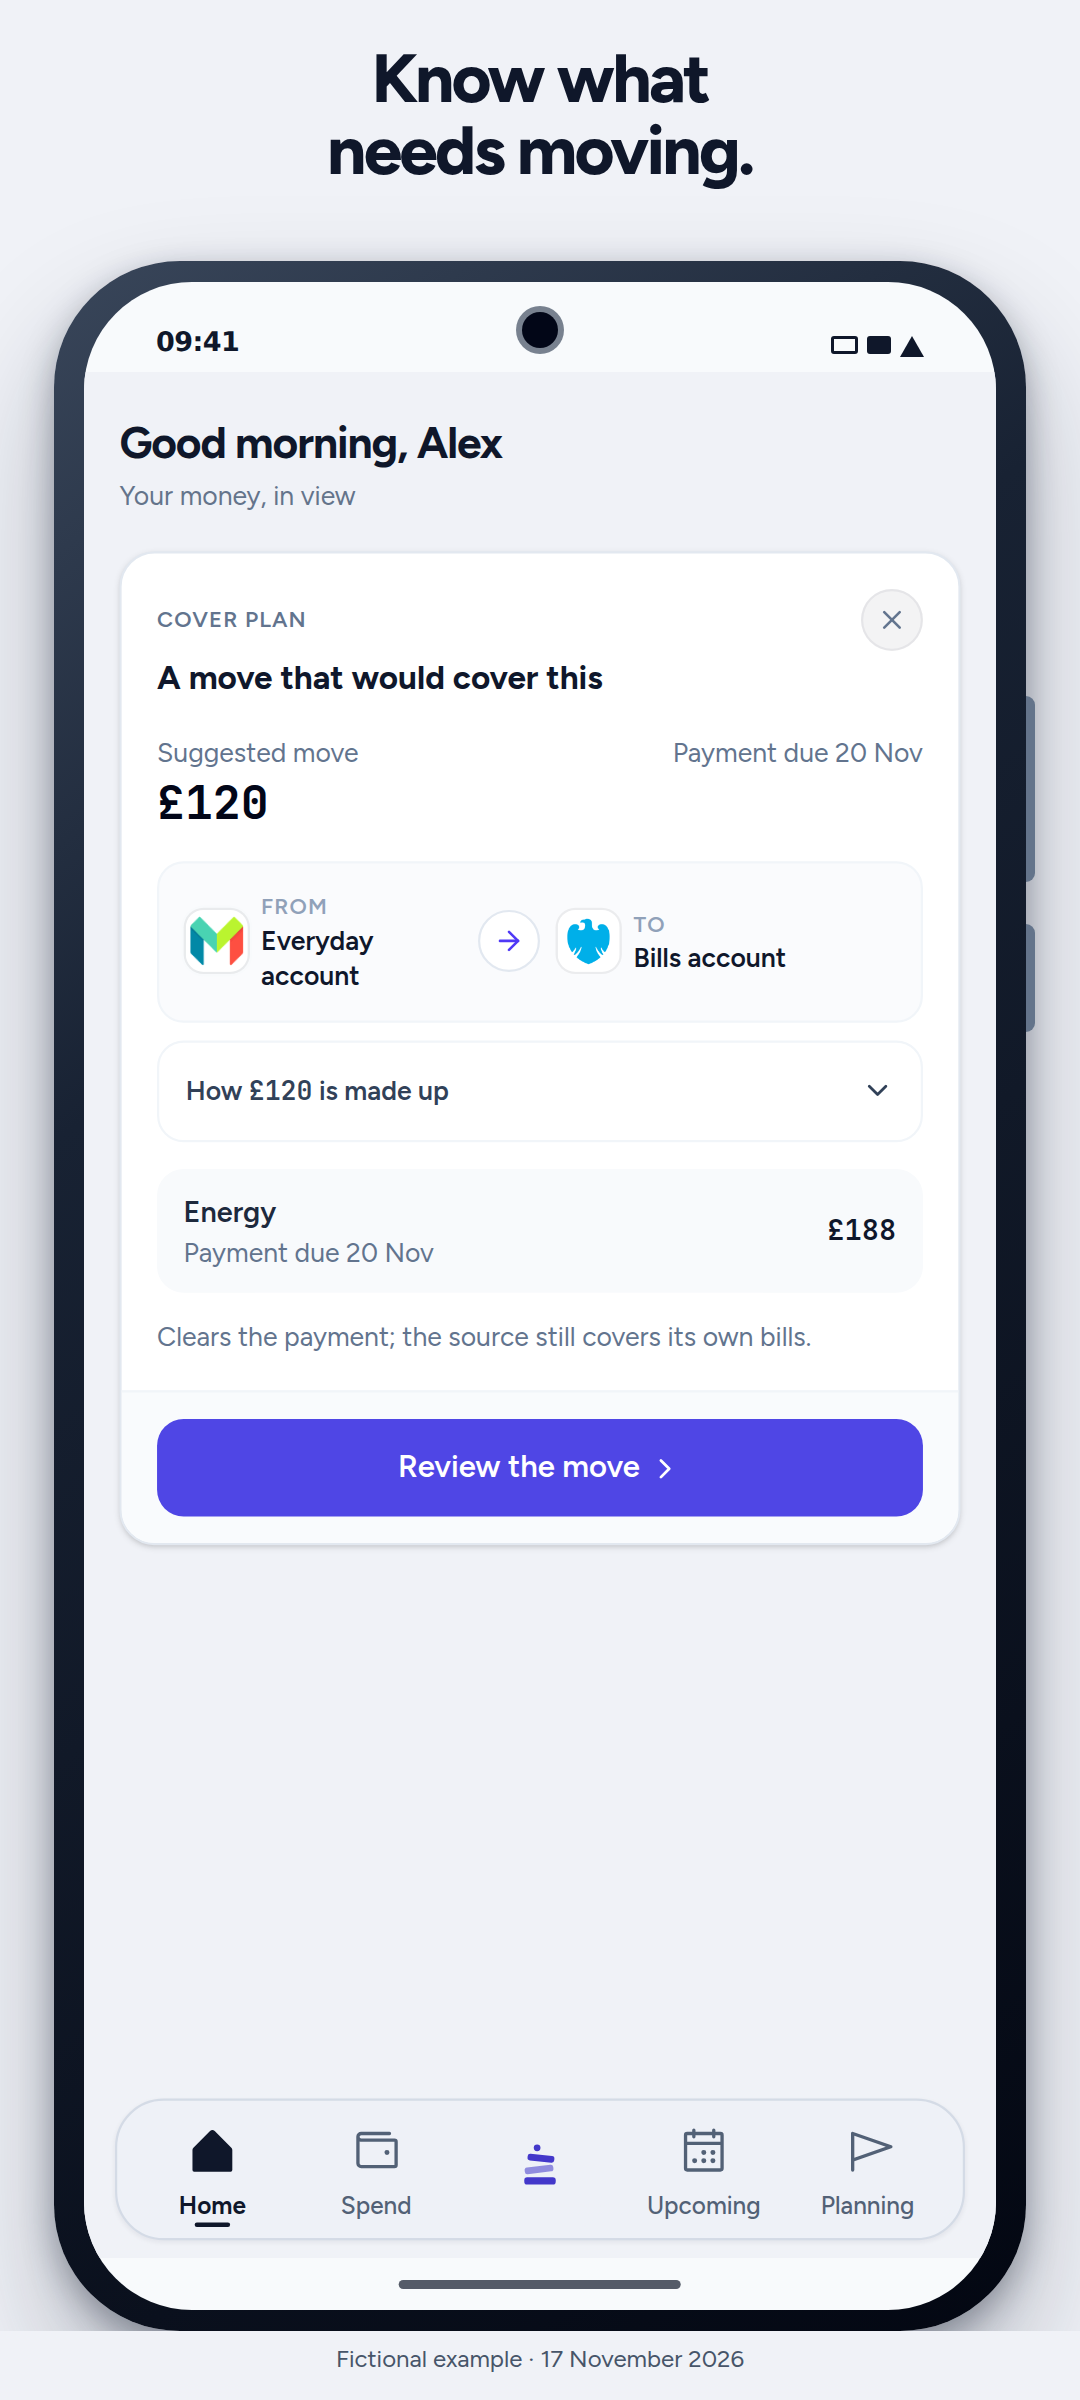 Know what
needs moving.
09:41
Good morning, Alex
Your money, in view
COVER PLAN
A move that would cover this
Suggested move
Payment due 20 Nov
£120
FROM
Everyday
account
TO
Bills account
How £120 is made up
Energy
Payment due 20 Nov
£188
Clears the payment; the source still covers its own bills.
Review the move
Home
Spend
Upcoming
Planning
Fictional example · 17 November 2026